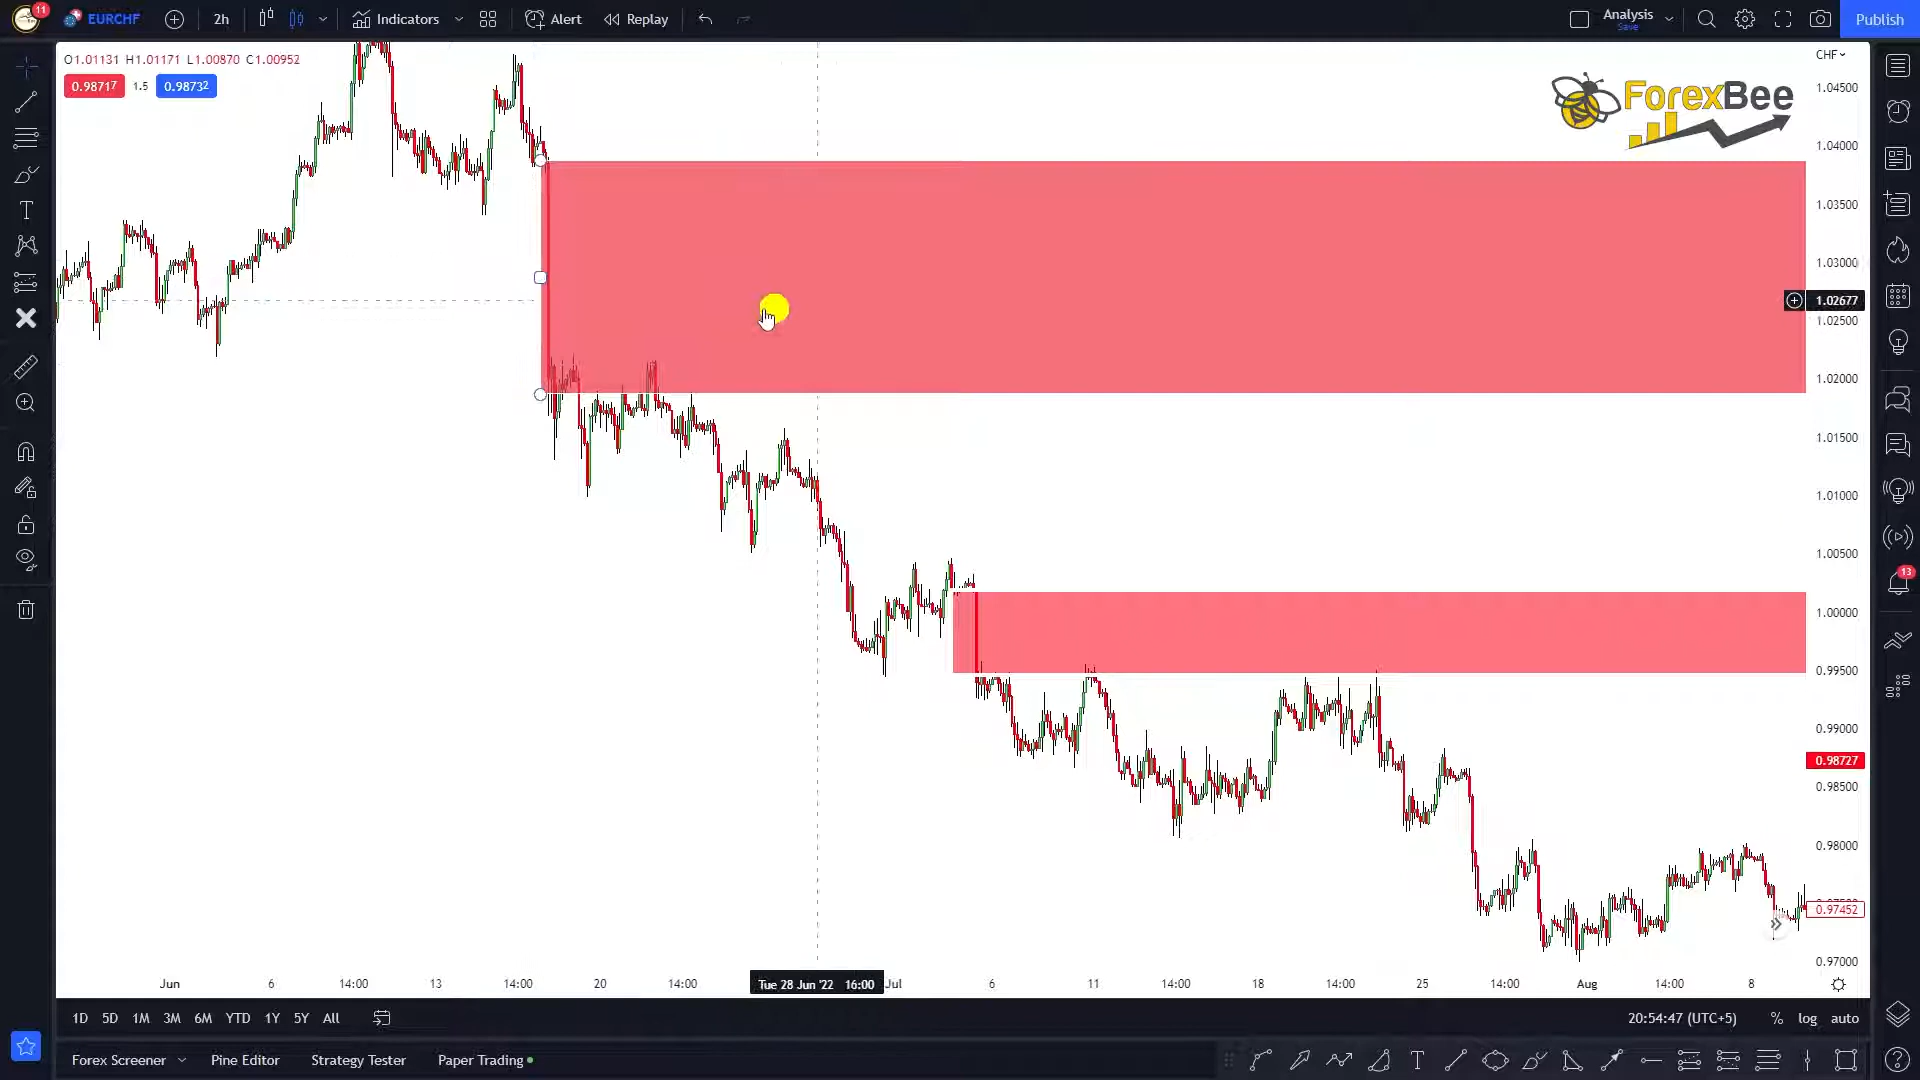 11
EURCHF
2h
Indicators
Alert
Replay
Analysis
Save
Publish
O1.01131 H1.01171 L1.00870 C1.00952
0.98717 1.5 0.98732
ForexBee
CHF
1.04500
1.04000
1.03500
1.03000
1.02677
1.02500
1.02000
1.01500
1.01000
1.00500
1.00000
0.99500
0.99000
0.98727
0.98500
0.98000
0.97452
0.97000
13
Jun 6 14:00 13 14:00 20 14:00 Tue 28 Jun '22 16:00 Jul 6 11 14:00 18 14:00 25 14:00 Aug 14:00 8
1D 5D 1M 3M 6M YTD 1Y 5Y All
20:54:47 (UTC+5) % log auto
Forex Screener Pine Editor Strategy Tester Paper Trading